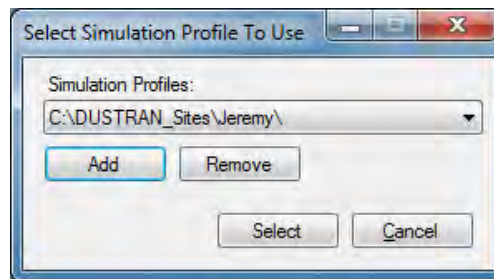 Select Simulation Profile To Use
Simulation Profiles:
C:\DUSTRAN_Sites\Jeremy\
Add Remove
Select Cancel